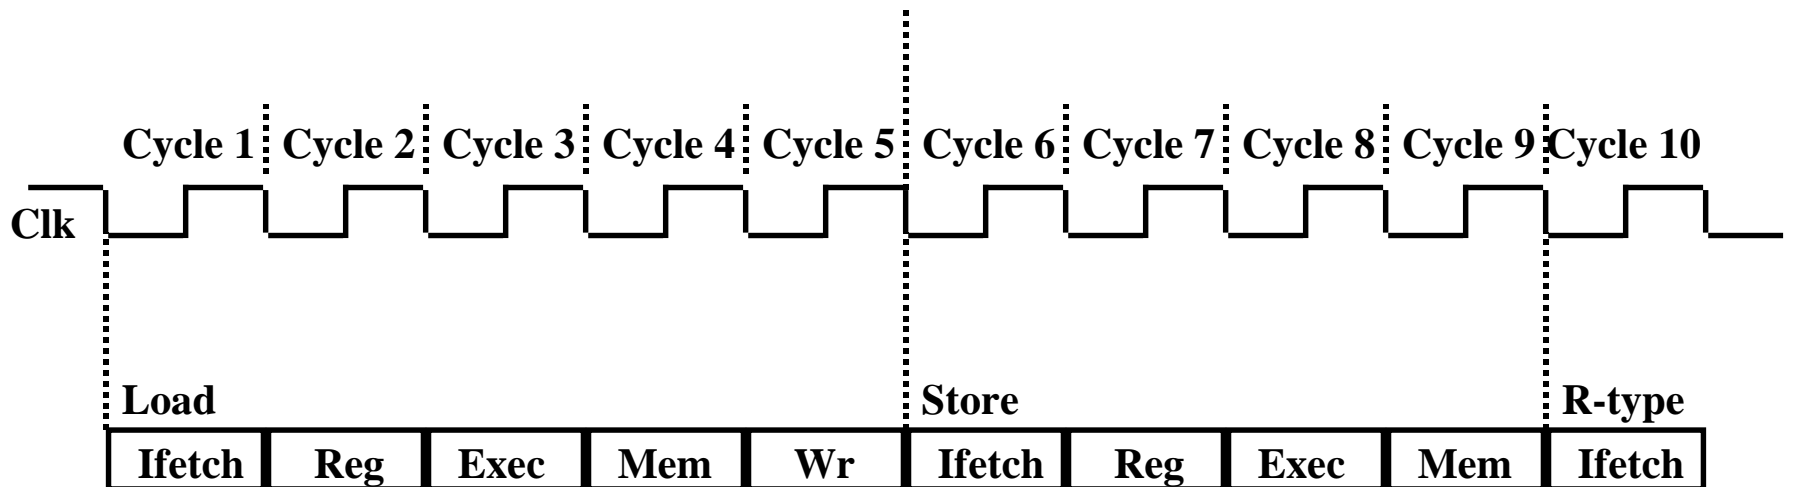 Cycle 1 Cycle 2 Cycle 3 Cycle 4 Cycle 5 Cycle 6 Cycle 7 Cycle 8 Cycle 9 Cycle 10
Clk
Load Store R-type
Ifetch Reg Exec Mem Wr Ifetch Reg Exec Mem Ifetch